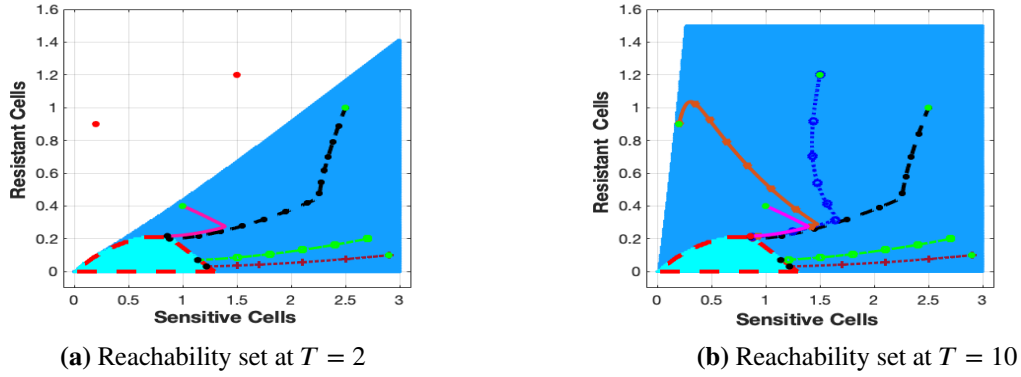 1.6
1.4
1.2
1
0.8
0.6
0.4
0.2
0
Resistant Cells
0 0.5 1 1.5 2 2.5 3
Sensitive Cells
(a) Reachability set at T = 2
1.6
1.4
1.2
1
0.8
0.6
0.4
0.2
0
Resistant Cells
0 0.5 1 1.5 2 2.5 3
Sensitive Cells
(b) Reachability set at T = 10